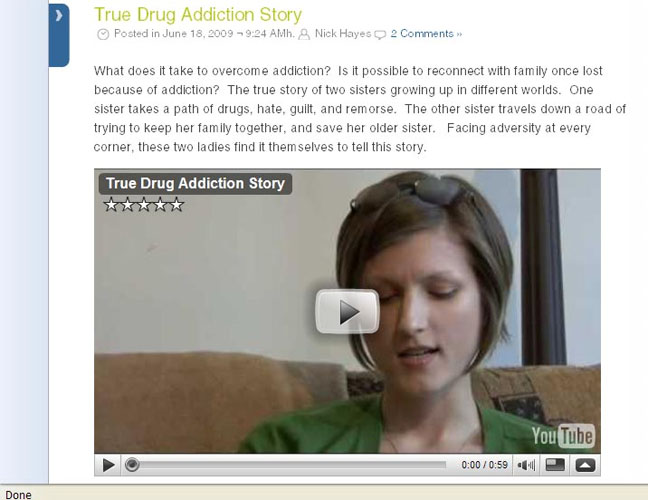 True Drug Addiction Story
Posted in June 18, 2009 ¬ 9:24 AMh. Nick Hayes 2 Comments »
What does it take to overcome addiction? Is it possible to reconnect with family once lost
because of addiction? The true story of two sisters growing up in different worlds. One
sister takes a path of drugs, hate, guilt, and remorse. The other sister travels down a road of
trying to keep her family together, and save her older sister. Facing adversity at every
corner, these two ladies find it themselves to tell this story.
True Drug Addiction Story
YouTube
0:00 / 0:59
Done